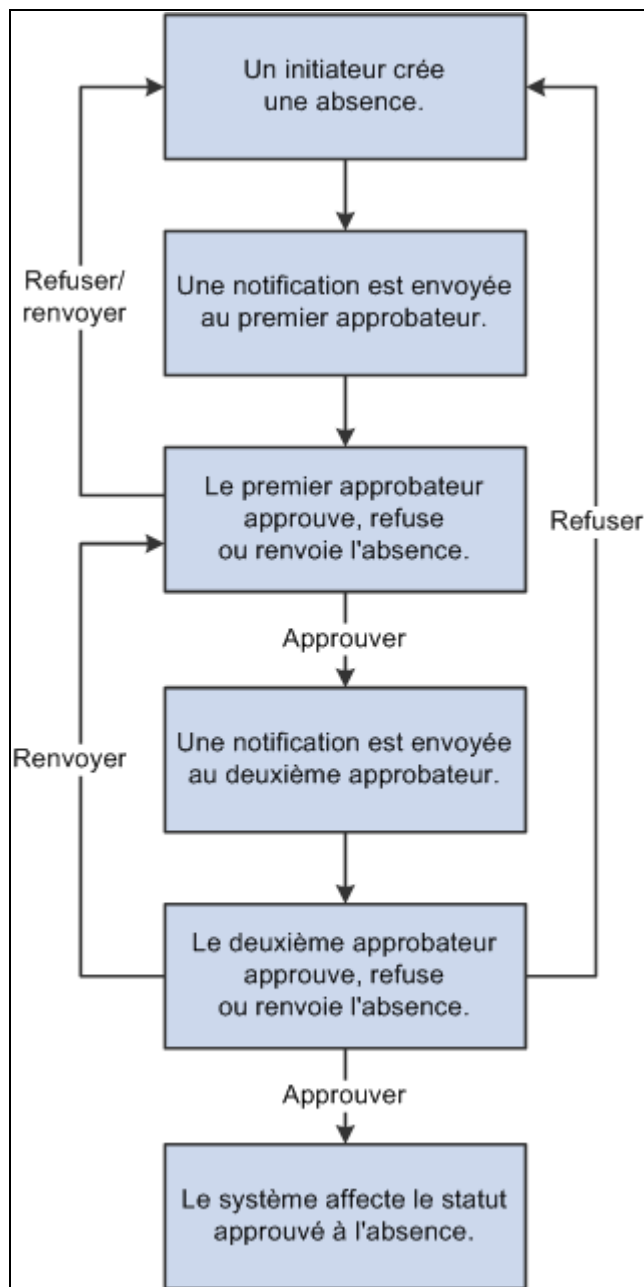 Un initiateur crée
une absence.
Refuser/
renvoyer
Une notification est envoyée
au premier approbateur.
Le premier approbateur
approuve, refuse
ou renvoie l'absence.
Refuser
Approuver
Renvoyer
Une notification est envoyée
au deuxième approbateur.
Le deuxième approbateur
approuve, refuse
ou renvoie l'absence.
Approuver
Le système affecte le statut
approuvé à l'absence.